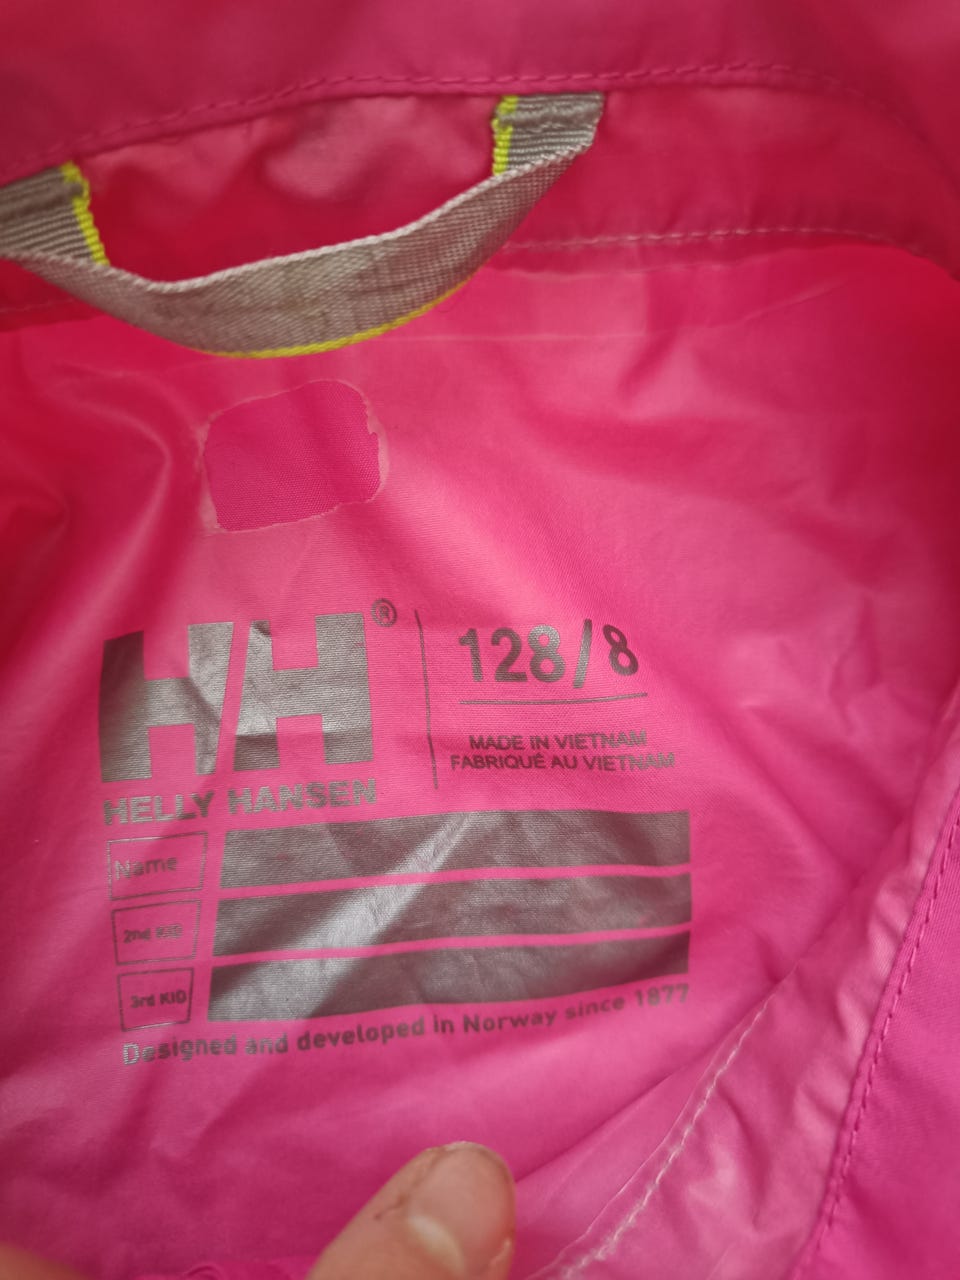 HH®
128/8
MADE IN VIETNAM
FABRIQUÉ AU VIETNAM
HELLY HANSEN
Name
2nd KID
3rd KID
Designed and developed in Norway since 1877